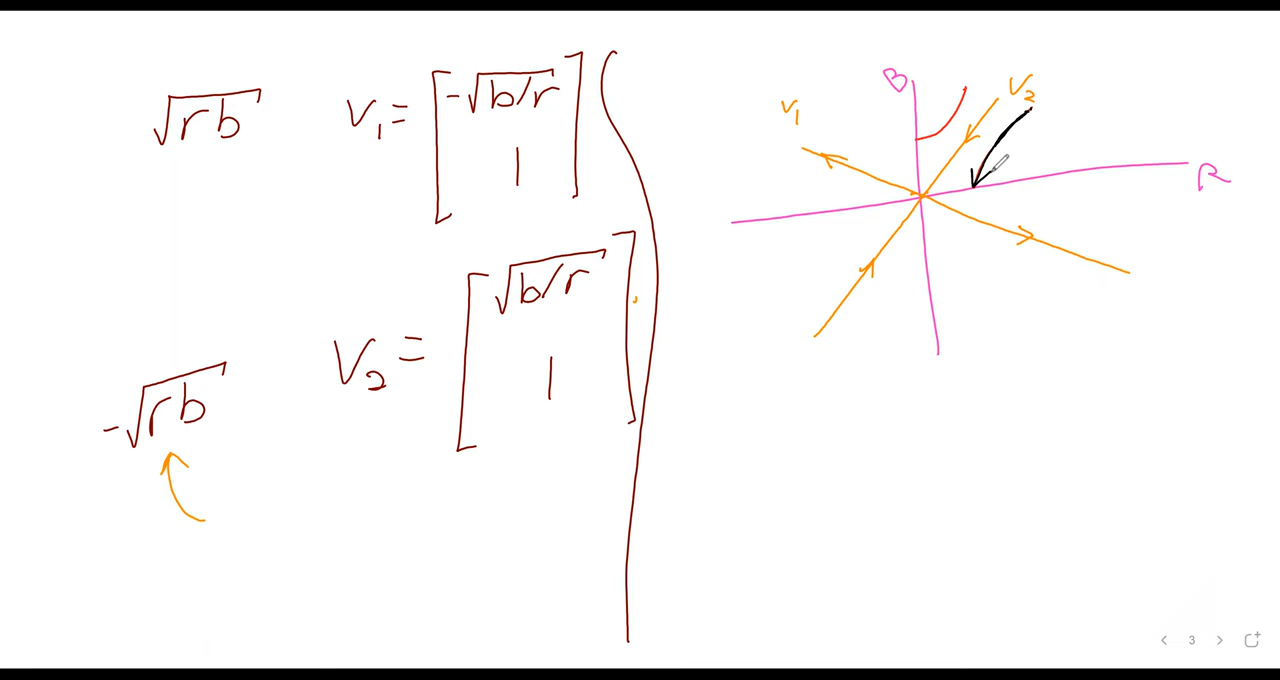 √rb V₁ = [-√b/r
1]
-√rb V₂ = [√b/r
1]
B
V₁
V₂
R
< 3 >